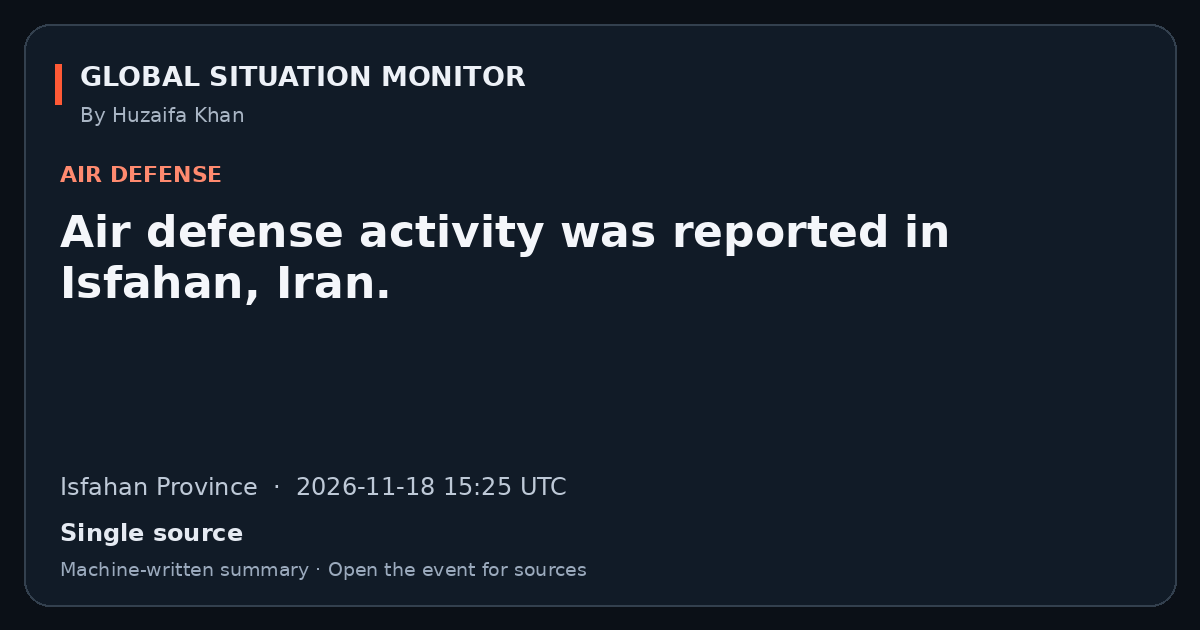 GLOBAL SITUATION MONITOR
By Huzaifa Khan
AIR DEFENSE
Air defense activity was reported in
Isfahan, Iran.
Isfahan Province · 2026-11-18 15:25 UTC
Single source
Machine-written summary · Open the event for sources